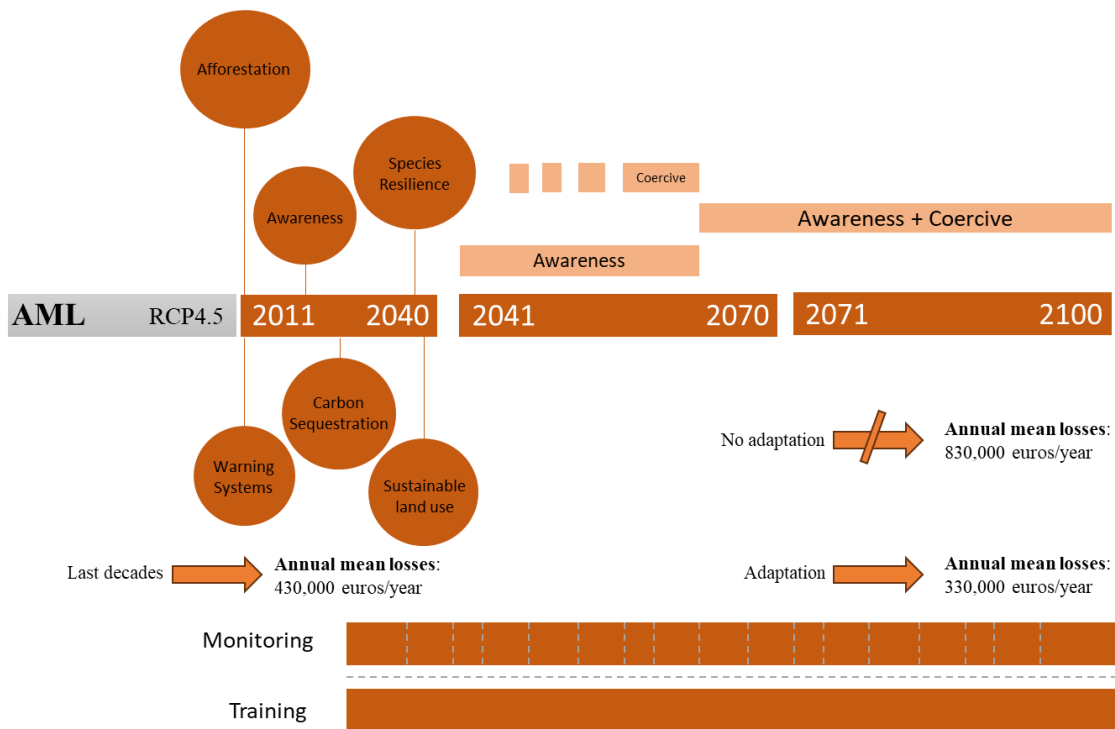 Afforestation
Species
Resilience
Coercive
Awareness
Awareness + Coercive
Awareness
AML RCP4.5 2011 2040 2041 2070 2071 2100
Carbon
Sequestration
No adaptation
Annual mean losses:
830,000 euros/year
Warning
Systems
Sustainable
land use
Last decades
Annual mean losses:
430,000 euros/year
Adaptation
Annual mean losses:
330,000 euros/year
Monitoring
Training